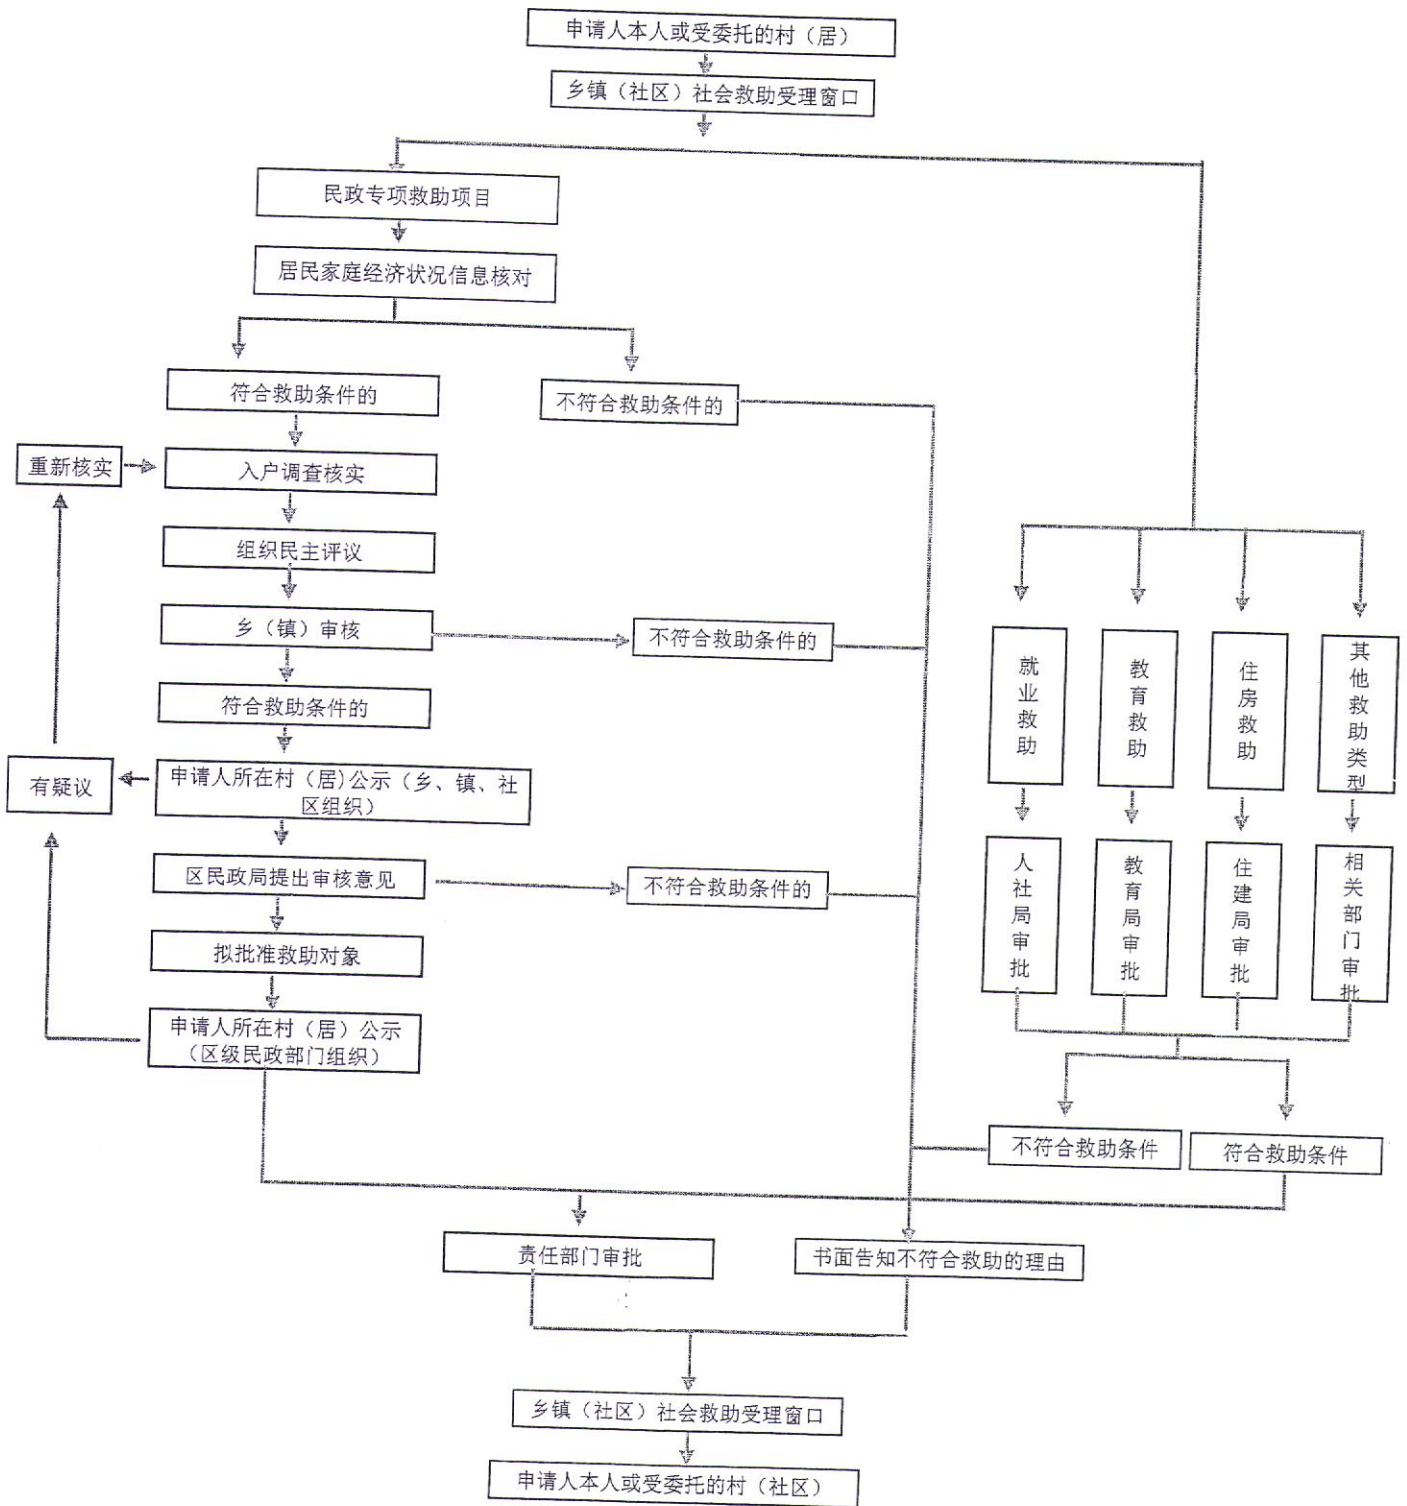 申请人本人或受委托的村（居）
乡镇（社区）社会救助受理窗口
民政专项救助项目
居民家庭经济状况信息核对
符合救助条件的
不符合救助条件的
重新核实
入户调查核实
组织民主评议
乡（镇）审核
不符合救助条件的
符合救助条件的
有疑议
申请人所在村（居）公示（乡、镇、社
区组织）
区民政局提出审核意见
不符合救助条件的
拟批准救助对象
申请人所在村（居）公示
（区级民政部门组织）
就业救助
教育救助
住房救助
其他救助类型
人社局审批
教育局审批
住建局审批
相关部门审批
不符合救助条件
符合救助条件
责任部门审批
书面告知不符合救助的理由
乡镇（社区）社会救助受理窗口
申请人本人或受委托的村（社区）